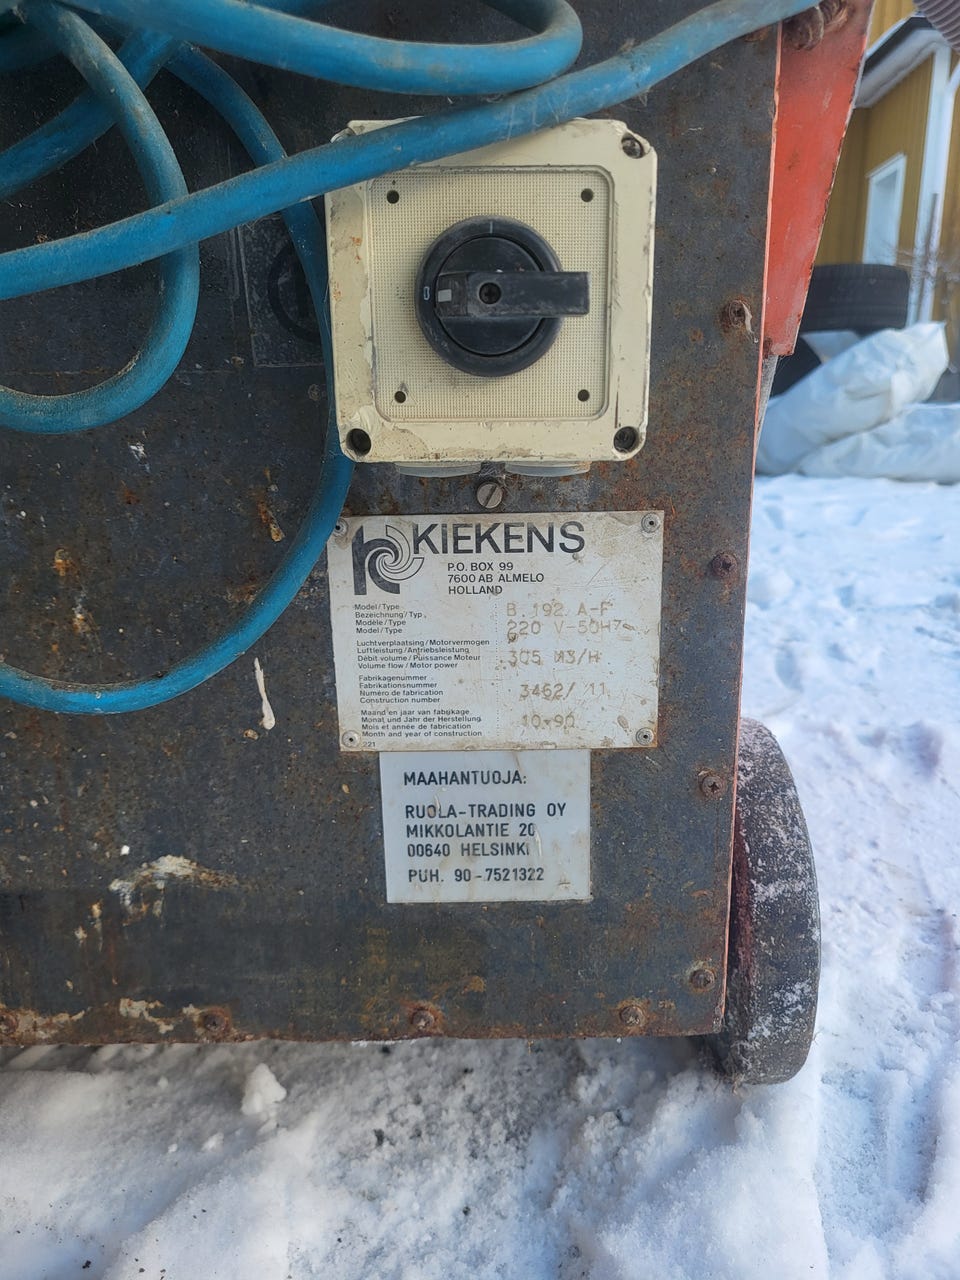 0
KIEKENS
P.O. BOX 99
7600 AB ALMELO
HOLLAND
Model/Type
Bezeichnung/Typ
Modèle/Type
Model/Type
B.192 A-F
220 V-50Hz
Luchtverplaatsing/Motorvermogen
Luftleistung/Antriebsleistung
Débit volume/Puissance Moteur
Volume flow/Motor power
305 M3/H
Fabrikagenummer
Fabrikationsnummer
Numéro de fabrication
Construction number
3462/ 11
Maand en jaar van fabrikage
Monat und Jahr der Herstellung
Mois et année de fabrication
Month and year of construction
10-90
221
MAAHANTUOJA:
RUOLA-TRADING OY
MIKKOLANTIE 20
00640 HELSINKI
PUH. 90-7521322